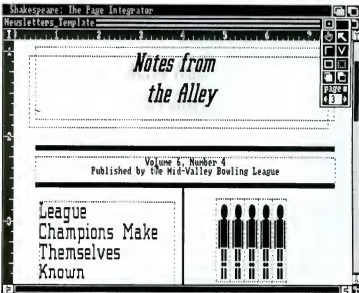 Shakespeare: The Page Integrator
Newsletters_Template
page #
3
Notes from
the Alley
Volume 6, Number 4
Published by the Mid-Valley Bowling League
League
Champions Make
Themselves
Known